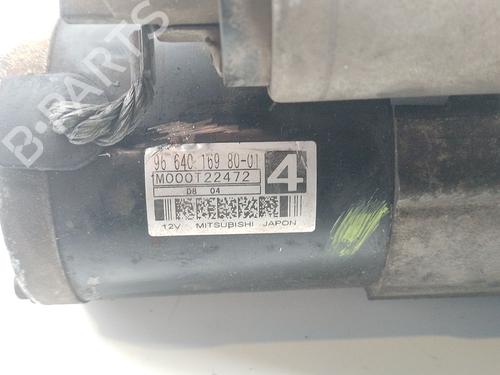 B-PARTS
96 640 169 80-01
M000T22472
4
D8 04
12V MITSUBISHI JAPON